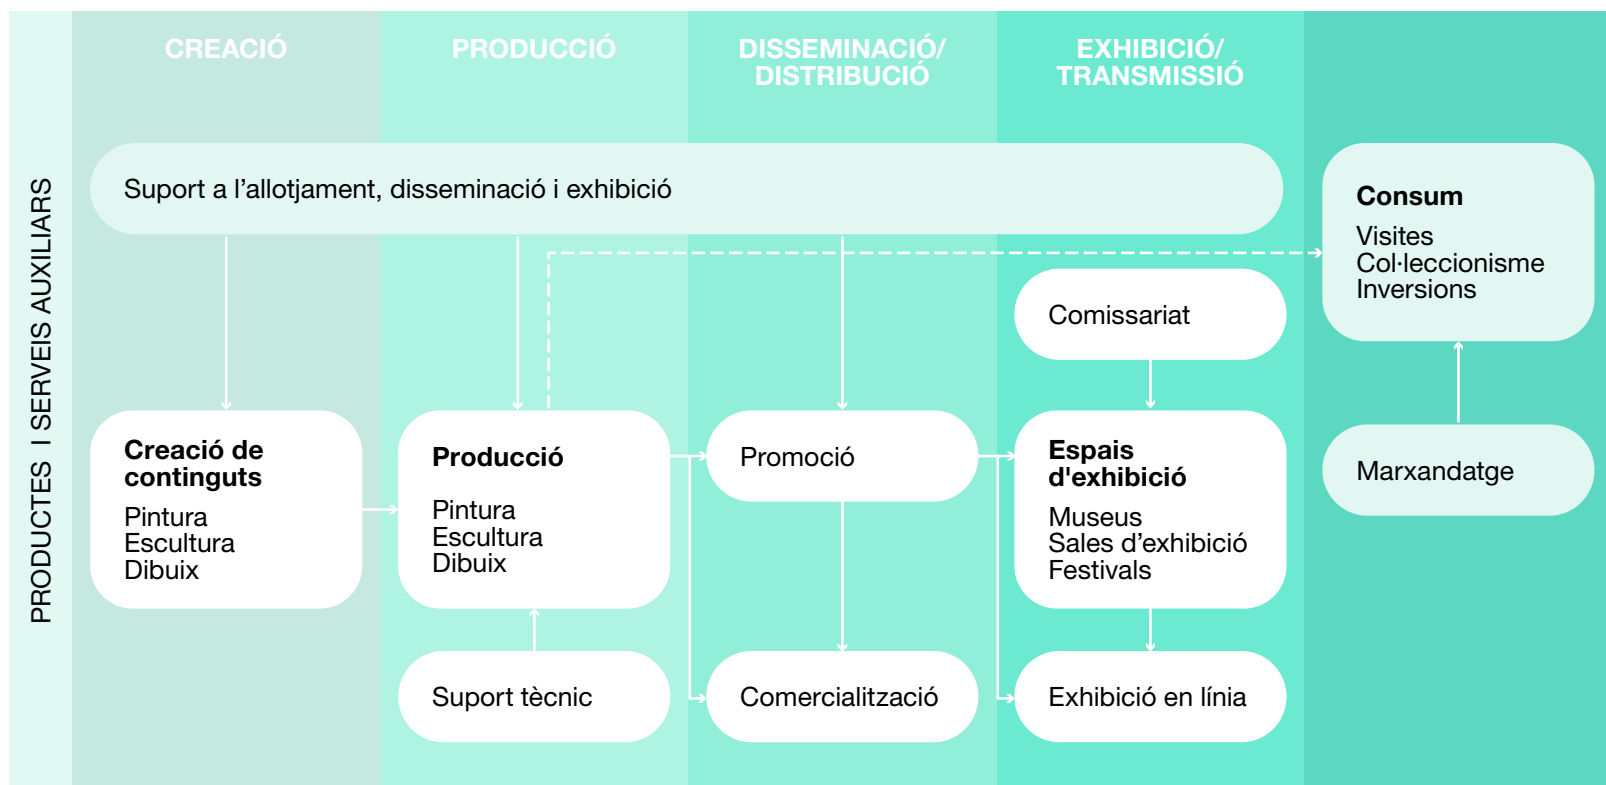 CREACIÓ
PRODUCCIÓ
DISSEMINACIÓ/
DISTRIBUCIÓ
EXHIBICIÓ/
TRANSMISSIÓ
PRODUCTES I SERVEIS AUXILIARS
Suport a l’allotjament, disseminació i exhibició
Consum
Visites
Col·leccionisme
Inversions
Comissariat
Creació de
continguts
Pintura
Escultura
Dibuix
Producció
Pintura
Escultura
Dibuix
Promoció
Espais
d'exhibició
Museus
Sales d’exhibició
Festivals
Marxandatge
Suport tècnic
Comercialització
Exhibició en línia